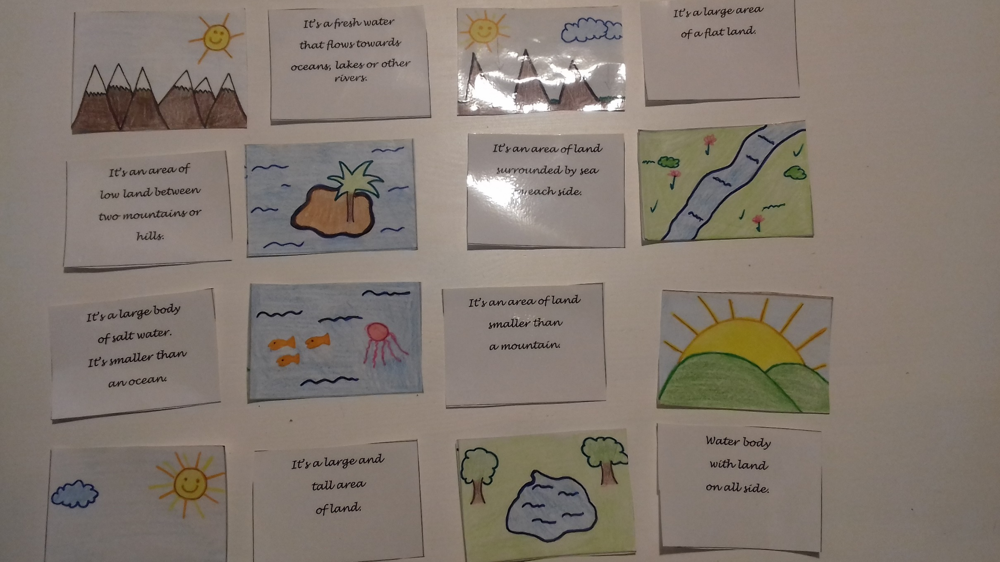 It's a fresh water
that flows towards
oceans, lakes or other
rivers.
It's a large area
of a flat land.
It's an area of
low land between
two mountains or
hills.
It's an area of land
surrounded by sea
each side.
It's a large body
of salt water.
It's smaller than
an ocean.
It's an area of land
smaller than
a mountain.
It's a large and
tall area
of land.
Water body
with land
on all side.